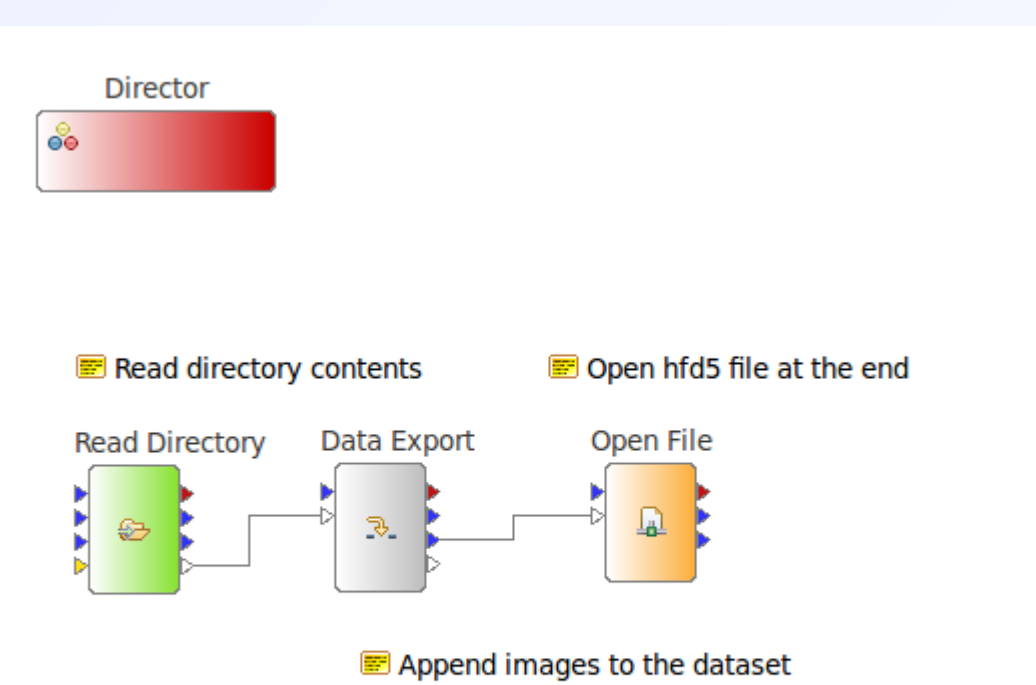 Director
Read directory contents
Open hfd5 file at the end
Read Directory
Data Export
Open File
Append images to the dataset